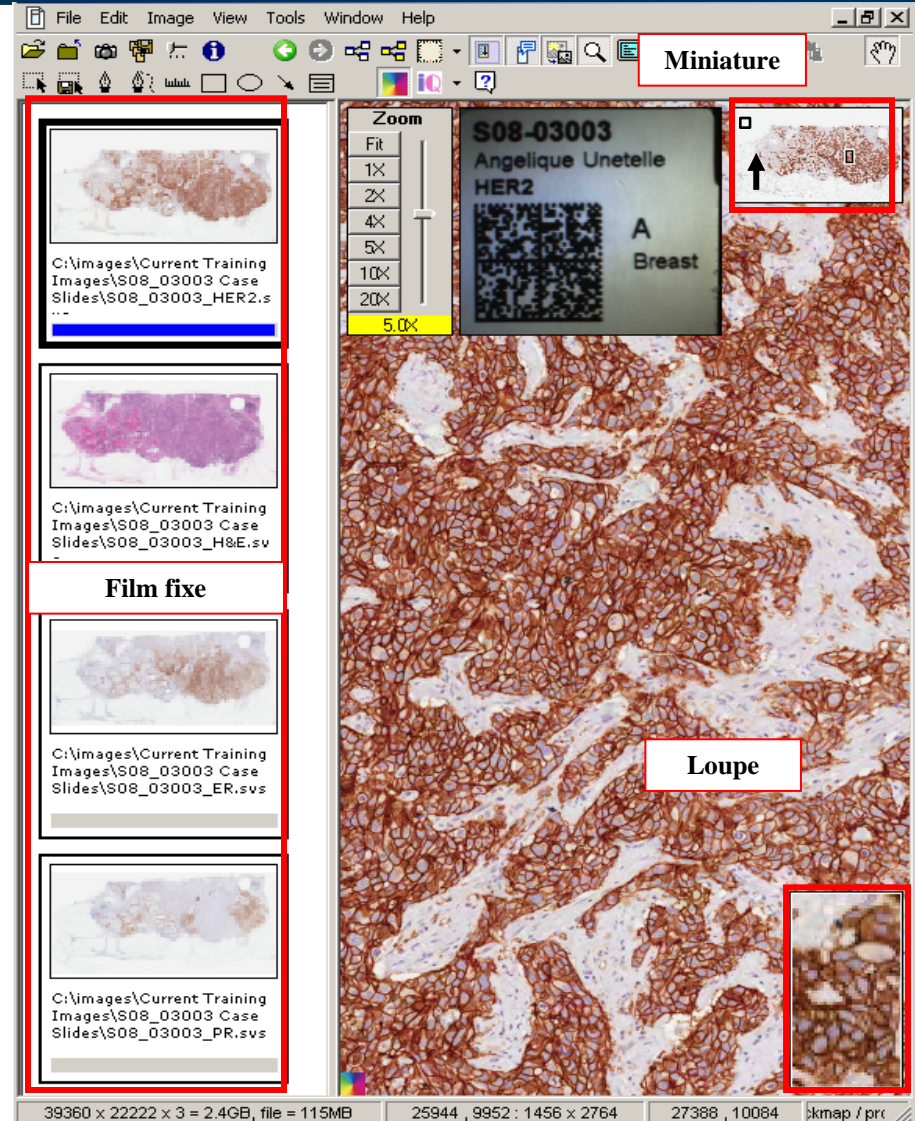 File Edit Image View Tools Window Help
Miniature
iQ
Zoom
Fit
1X
2X
4X
5X
10X
20X
5.0X
S08-03003
Angelique Unetelle
HER2
A
Breast
C:\images\Current Training
Images\S08_03003 Case
Slides\S08_03003_HER2.s
C:\images\Current Training
Images\S08_03003 Case
Slides\S08_03003_H&E.sv
Film fixe
C:\images\Current Training
Images\S08_03003 Case
Slides\S08_03003_ER.svs
Loupe
C:\images\Current Training
Images\S08_03003 Case
Slides\S08_03003_PR.svs
39360 x 22222 x 3 = 2.4GB, file = 115MB
25944 , 9952 : 1456 x 2764
27388 , 10084